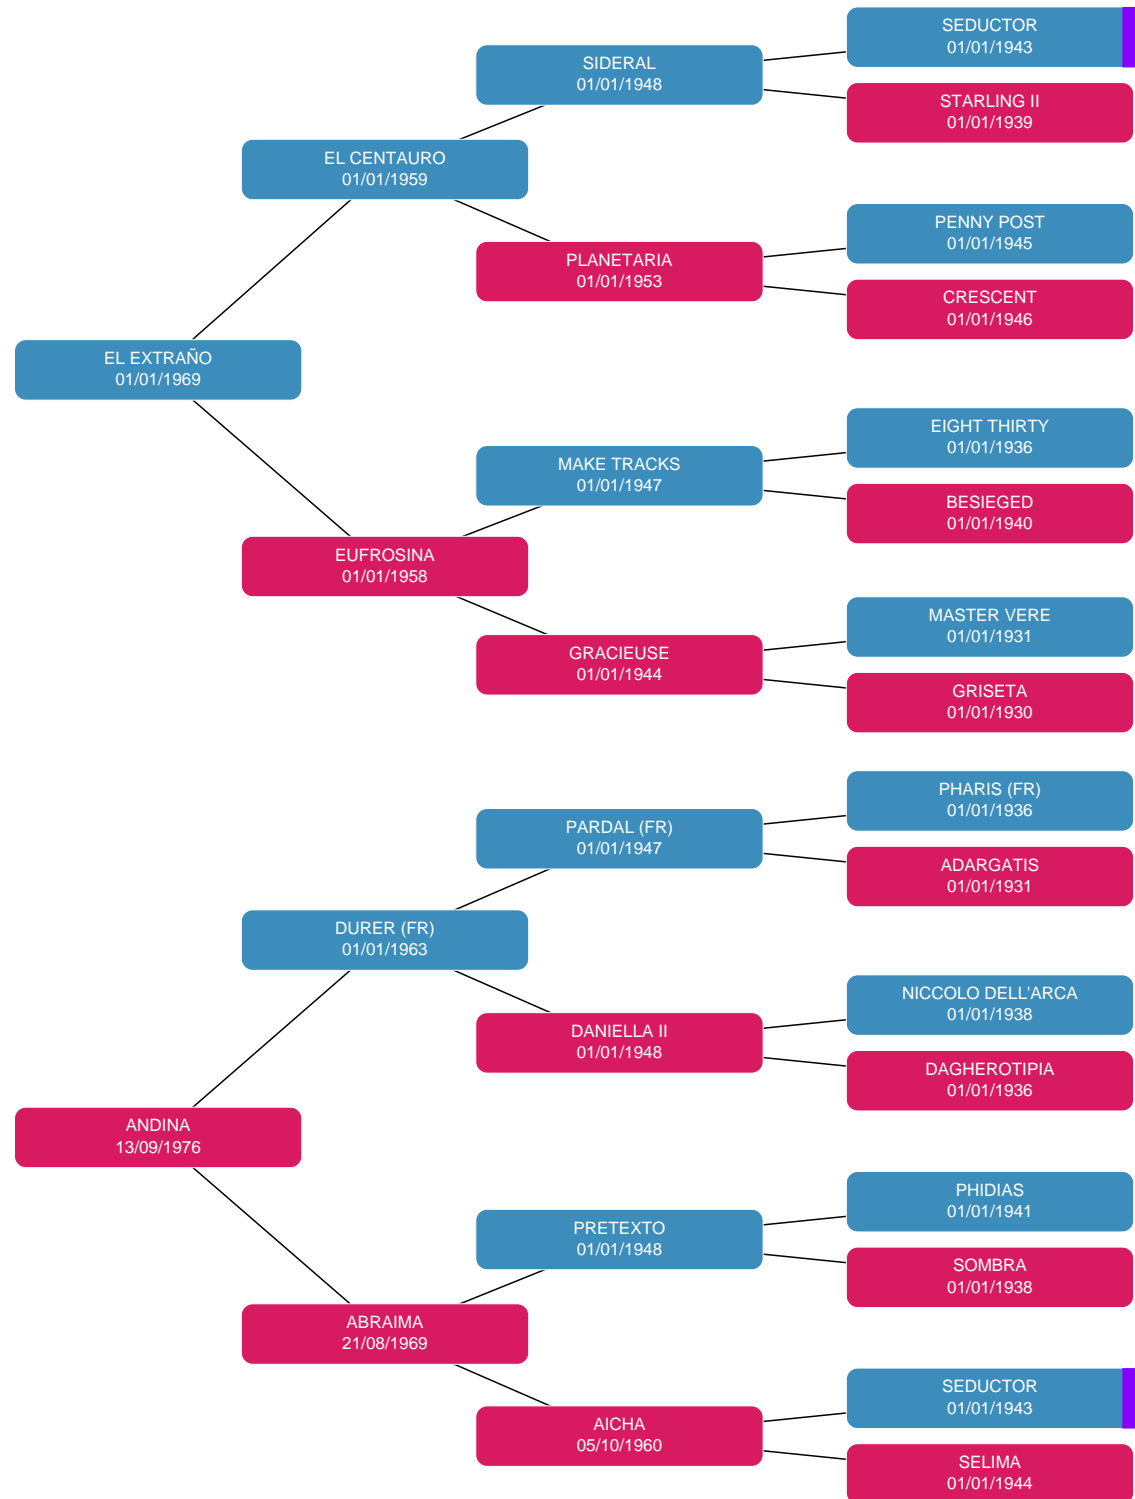 SEDUCTOR
01/01/1943
SIDERAL
01/01/1948
STARLING II
01/01/1939
EL CENTAURO
01/01/1959
PENNY POST
01/01/1945
PLANETARIA
01/01/1953
CRESCENT
01/01/1946
EL EXTRAÑO
01/01/1969
EIGHT THIRTY
01/01/1936
MAKE TRACKS
01/01/1947
BESIEGED
01/01/1940
EUFROSINA
01/01/1958
MASTER VERE
01/01/1931
GRACIEUSE
01/01/1944
GRISETA
01/01/1930
PHARIS (FR)
01/01/1936
PARDAL (FR)
01/01/1947
ADARGATIS
01/01/1931
DURER (FR)
01/01/1963
NICCOLO DELL'ARCA
01/01/1938
DANIELLA II
01/01/1948
DAGHEROTIPIA
01/01/1936
ANDINA
13/09/1976
PHIDIAS
01/01/1941
PRETEXTO
01/01/1948
SOMBRA
01/01/1938
ABRAIMA
21/08/1969
SEDUCTOR
01/01/1943
AICHA
05/10/1960
SELIMA
01/01/1944